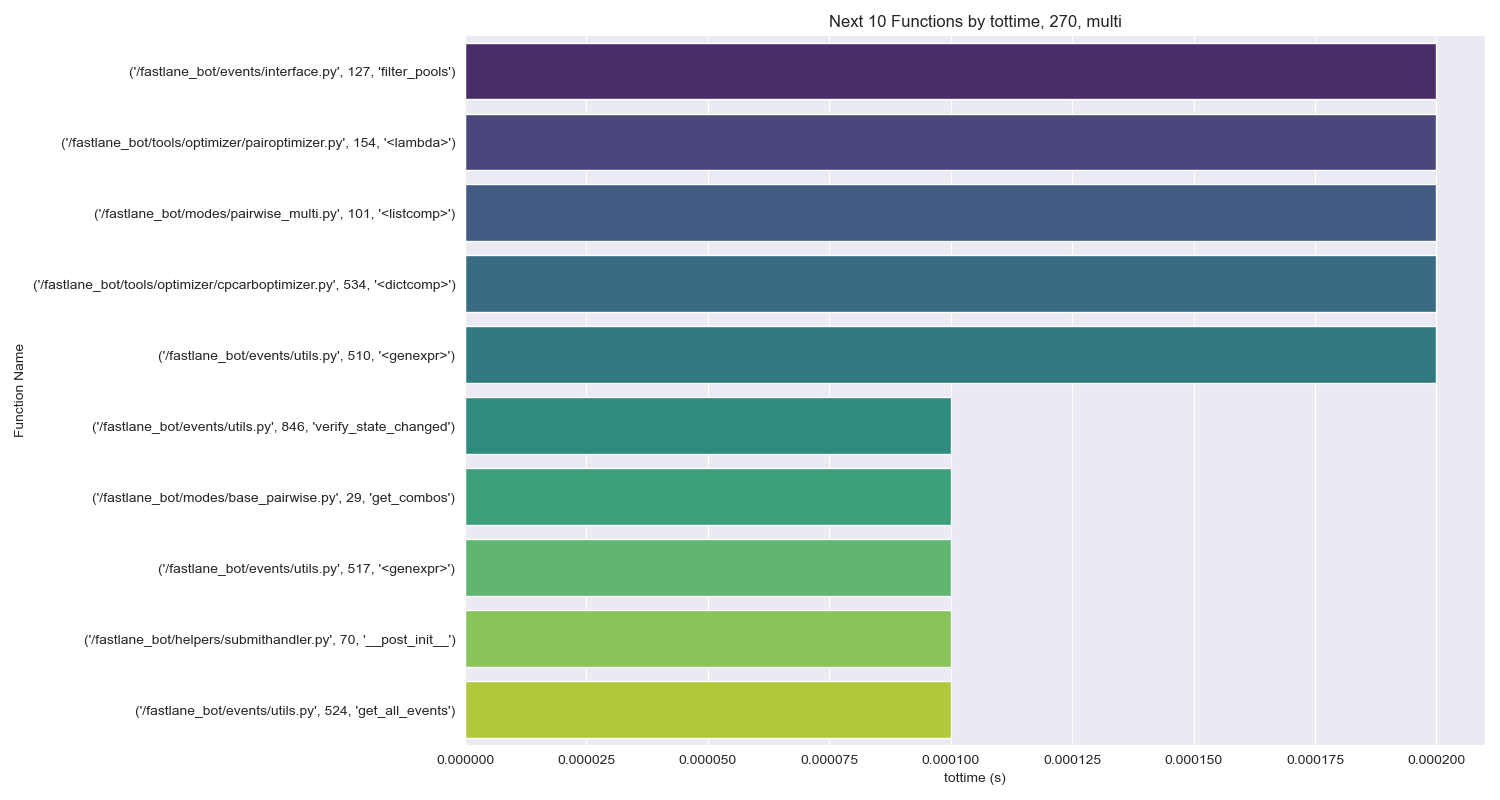 Next 10 Functions by tottime, 270, multi
('/fastlane_bot/events/interface.py', 127, 'filter_pools')
('/fastlane_bot/tools/optimizer/pairoptimizer.py', 154, '<lambda>')
('/fastlane_bot/modes/pairwise_multi.py', 101, '<listcomp>')
('/fastlane_bot/tools/optimizer/cpcarboptimizer.py', 534, '<dictcomp>')
('/fastlane_bot/events/utils.py', 510, '<genexpr>')
('/fastlane_bot/events/utils.py', 846, 'verify_state_changed')
('/fastlane_bot/modes/base_pairwise.py', 29, 'get_combos')
('/fastlane_bot/events/utils.py', 517, '<genexpr>')
('/fastlane_bot/helpers/submithandler.py', 70, '__post_init__')
('/fastlane_bot/events/utils.py', 524, 'get_all_events')
Function Name
0.000000 0.000025 0.000050 0.000075 0.000100 0.000125 0.000150 0.000175 0.000200
tottime (s)